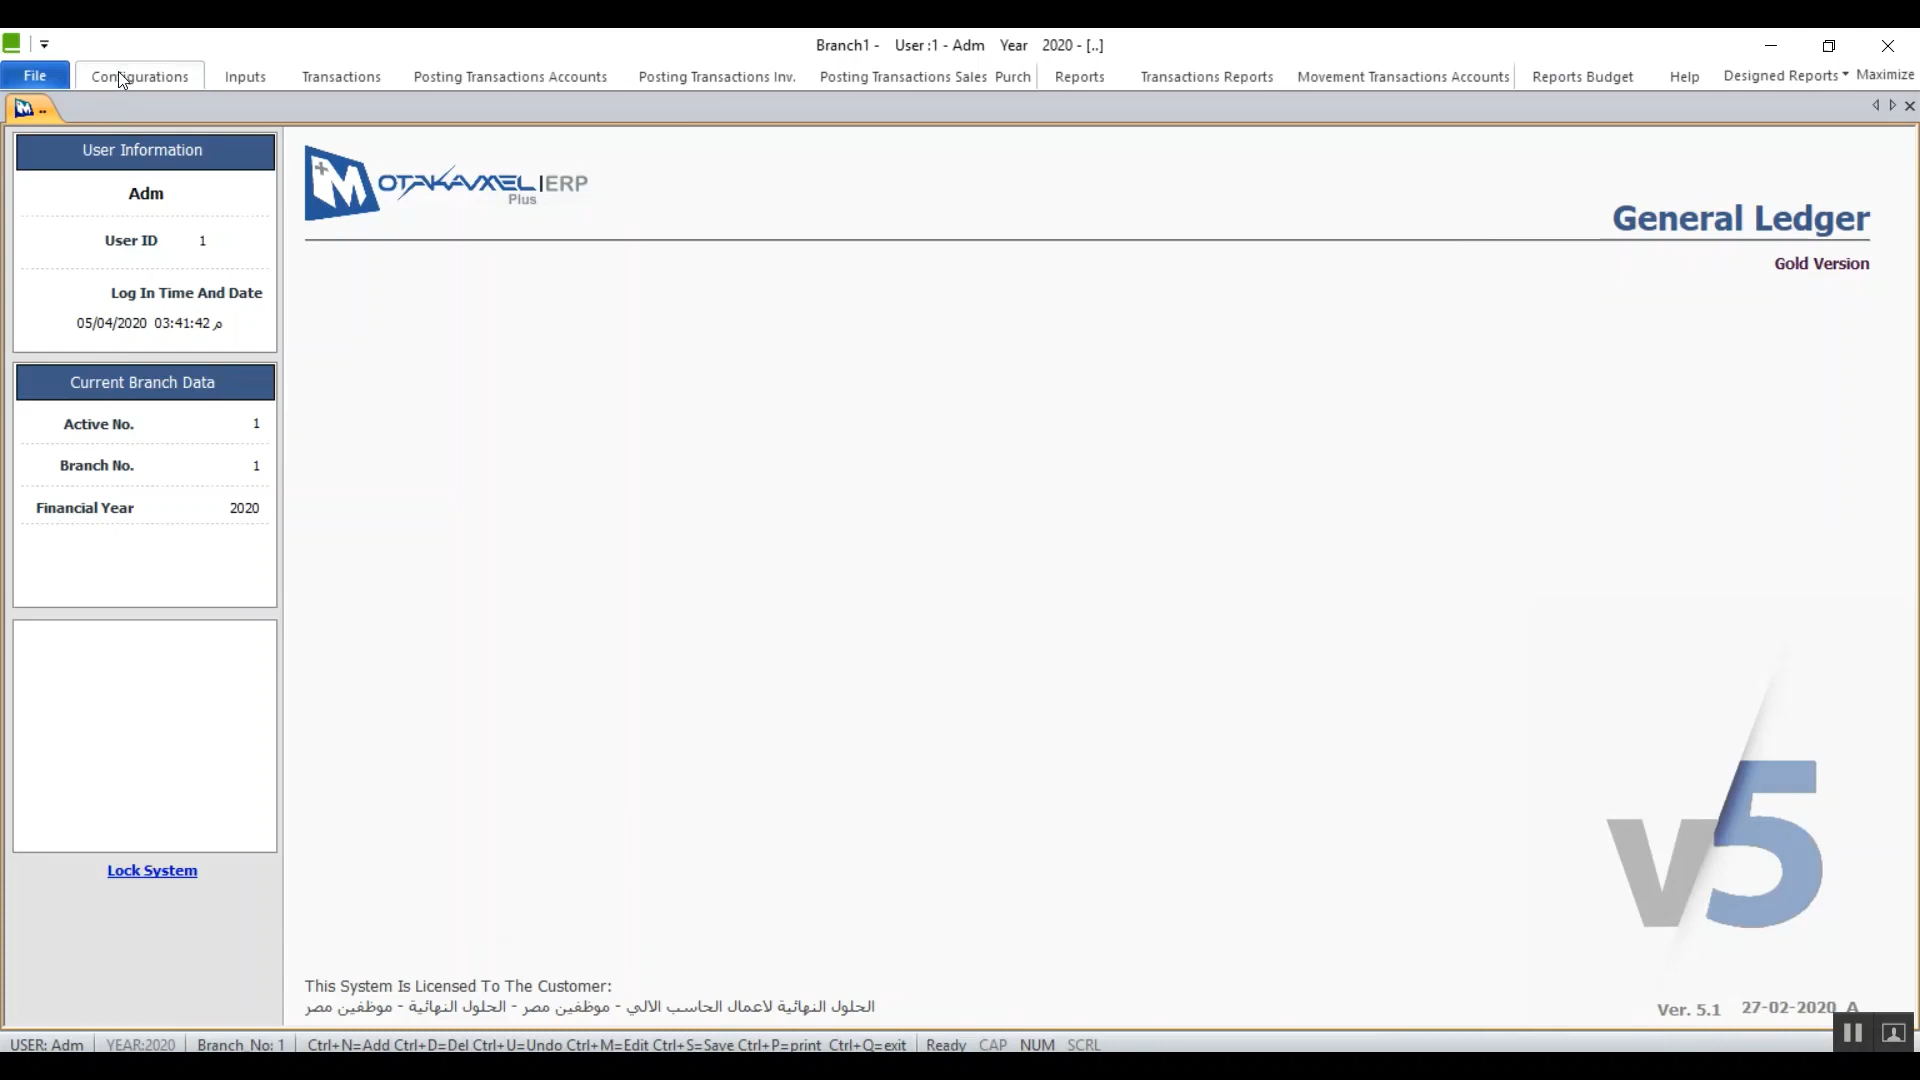 Branch1 - User :1 - Adm Year 2020 - [..]
File Configurations Inputs Transactions Posting Transactions Accounts Posting Transactions Inv. Posting Transactions Sales Purch Reports Transactions Reports Movement Transactions Accounts Reports Budget Help Designed Reports Maximize
..
User Information
Adm
User ID 1
Log In Time And Date
05/04/2020 03:41:42 م
Current Branch Data
Active No. 1
Branch No. 1
Financial Year 2020
Lock System
MOTAKAMEL ERP
Plus
General Ledger
Gold Version
v5
This System Is Licensed To The Customer:
الحلول النهائية لاعمال الحاسب الالي - موظفين مصر - الحلول النهائية - موظفين مصر
Ver. 5.1 27-02-2020 A
USER: Adm YEAR:2020 Branch No: 1 Ctrl+N=Add Ctrl+D=Del Ctrl+U=Undo Ctrl+M=Edit Ctrl+S=Save Ctrl+P=print Ctrl+Q=exit Ready CAP NUM SCRL